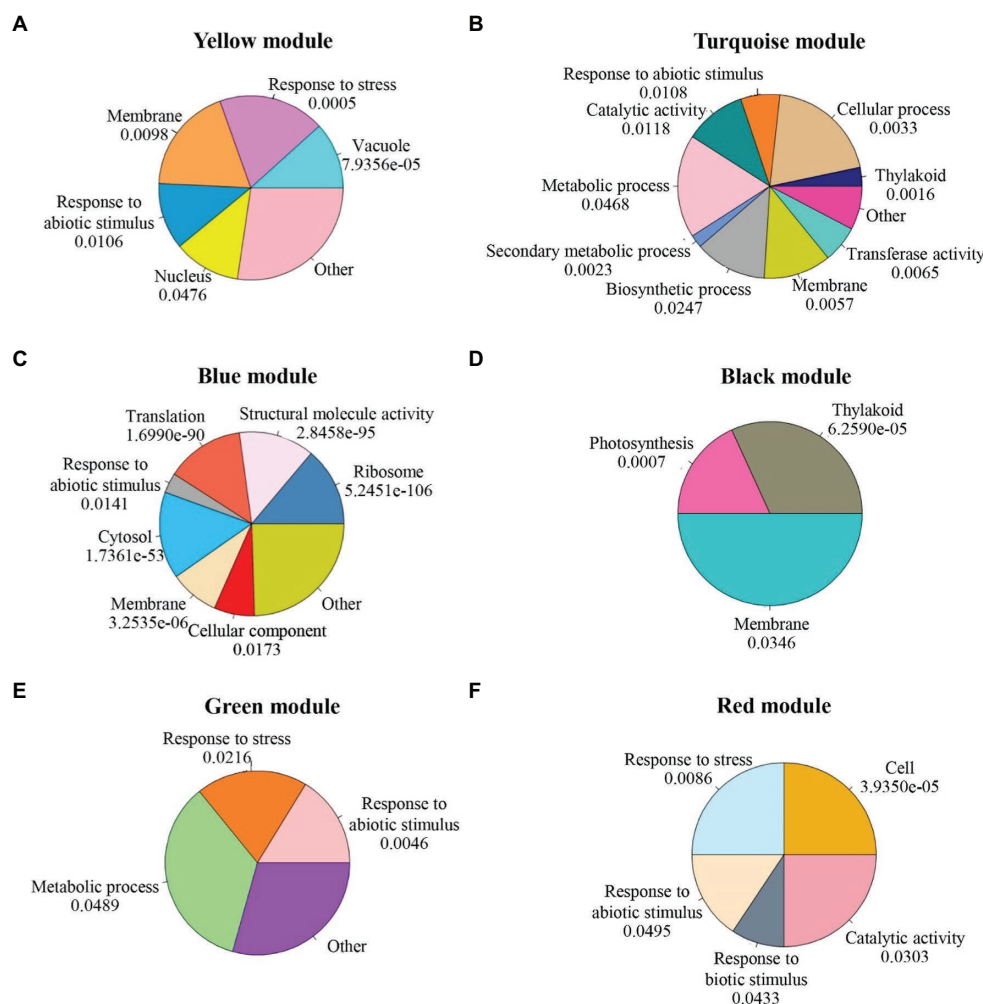 A
Yellow module
Response to stress
0.0005
Membrane
0.0098
Vacuole
7.9356e-05
Response to
abiotic stimulus
0.0106
Nucleus
0.0476
Other
B
Turquoise module
Response to abiotic stimulus
0.0108
Catalytic activity
0.0118
Cellular process
0.0033
Metabolic process
0.0468
Thylakoid
0.0016
Other
Secondary metabolic process
0.0023
Transferase activity
0.0065
Biosynthetic process
0.0247
Membrane
0.0057
C
Blue module
Translation
1.6990e-90
Structural molecule activity
2.8458e-95
Response to
abiotic stimulus
0.0141
Ribosome
5.2451e-106
Cytosol
1.7361e-53
Membrane
3.2535e-06
Other
Cellular component
0.0173
D
Black module
Thylakoid
6.2590e-05
Photosynthesis
0.0007
Membrane
0.0346
E
Green module
Response to stress
0.0216
Response to
abiotic stimulus
0.0046
Metabolic process
0.0489
Other
F
Red module
Response to stress
0.0086
Cell
3.9350e-05
Response to
abiotic stimulus
0.0495
Catalytic activity
0.0303
Response to
biotic stimulus
0.0433